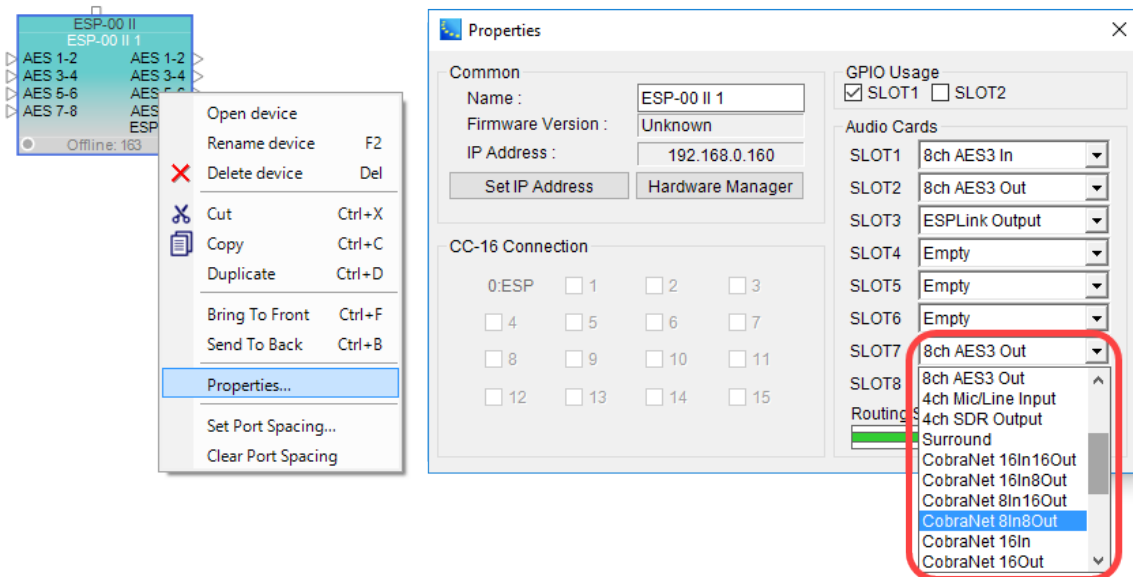 ESP-00 II
ESP-00 II 1
AES 1-2 AES 1-2
AES 3-4 AES 3-4
AES 5-6 AES 5-6
AES 7-8 AES
ESP
Offline: 163
Open device
Rename device F2
Delete device Del
Cut Ctrl+X
Copy Ctrl+C
Duplicate Ctrl+D
Bring To Front Ctrl+F
Send To Back Ctrl+B
Properties...
Set Port Spacing...
Clear Port Spacing
Properties
Common
Name : ESP-00 II 1
Firmware Version : Unknown
IP Address : 192.168.0.160
Set IP Address Hardware Manager
CC-16 Connection
0:ESP 1 2 3
4 5 6 7
8 9 10 11
12 13 14 15
GPIO Usage
SLOT1 SLOT2
Audio Cards
SLOT1 8ch AES3 In
SLOT2 8ch AES3 Out
SLOT3 ESPLink Output
SLOT4 Empty
SLOT5 Empty
SLOT6 Empty
SLOT7 8ch AES3 Out
SLOT8
Routing
8ch AES3 Out
4ch Mic/Line Input
4ch SDR Output
Surround
CobraNet 16In16Out
CobraNet 16In8Out
CobraNet 8In16Out
CobraNet 8In8Out
CobraNet 16In
CobraNet 16Out